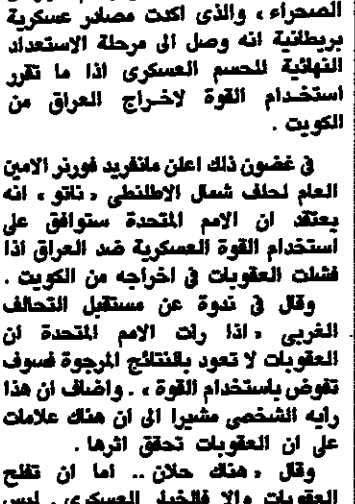 الصحراء ، والذى اكدت مصادر عسكرية
بريطانية انه وصل الى مرحلة الاستعداد
النهائية للحسم العسكرى اذا ما تقرر
استخدام القوة لاخراج العراق من
الكويت .
فى غضون ذلك اعلن مانفريد فورنر الامين
العام لحلف شمال الاطلنطى « ناتو » انه
يعتقد ان الامم المتحدة ستوافق على
استخدام القوة العسكرية ضد العراق اذا
فشلت العقوبات فى اخراجه من الكويت .
وقال فى ندوة عن مستقبل التحالف
الغربى « اذا رات الامم المتحدة ان
العقوبات لا تعود بالنتائج المرجوة فسوف
تفوض باستخدام القوة » . واضاف ان هذا
رايه الشخصى مشيرا الى ان هناك علامات
على ان العقوبات تحقق اثرها .
وقال « هناك حلان .. اما ان تفلح
العقوبات والا فالخيار العسكرى . ليس